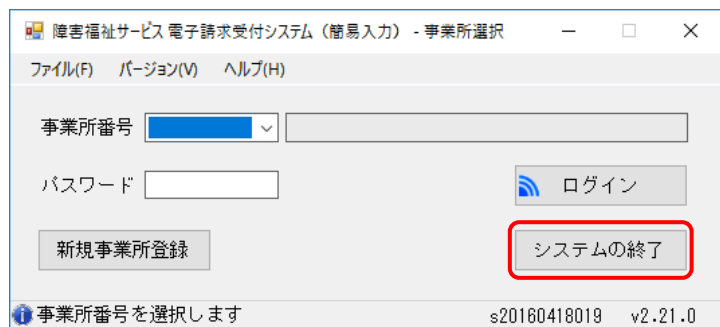 障害福祉サービス 電子請求受付システム（簡易入力） - 事業所選択
ファイル(F) バージョン(V) ヘルプ(H)
事業所番号
パスワード
ログイン
新規事業所登録
システムの終了
事業所番号を選択します
s20160418019 v2.21.0